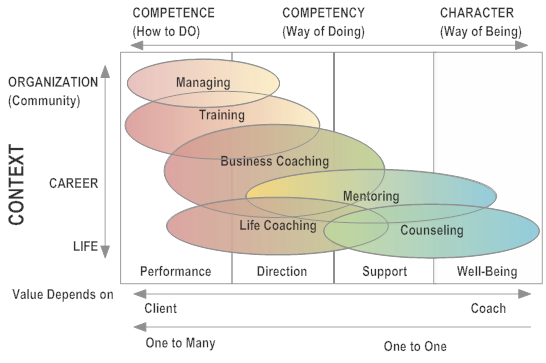 COMPETENCE COMPETENCY CHARACTER
(How to DO) (Way of Doing) (Way of Being)
ORGANIZATION
(Community)
Managing
Training
CONTEXT
Business Coaching
CAREER
Mentoring
Life Coaching
Counseling
LIFE
Performance Direction Support Well-Being
Value Depends on
Client Coach
One to Many One to One